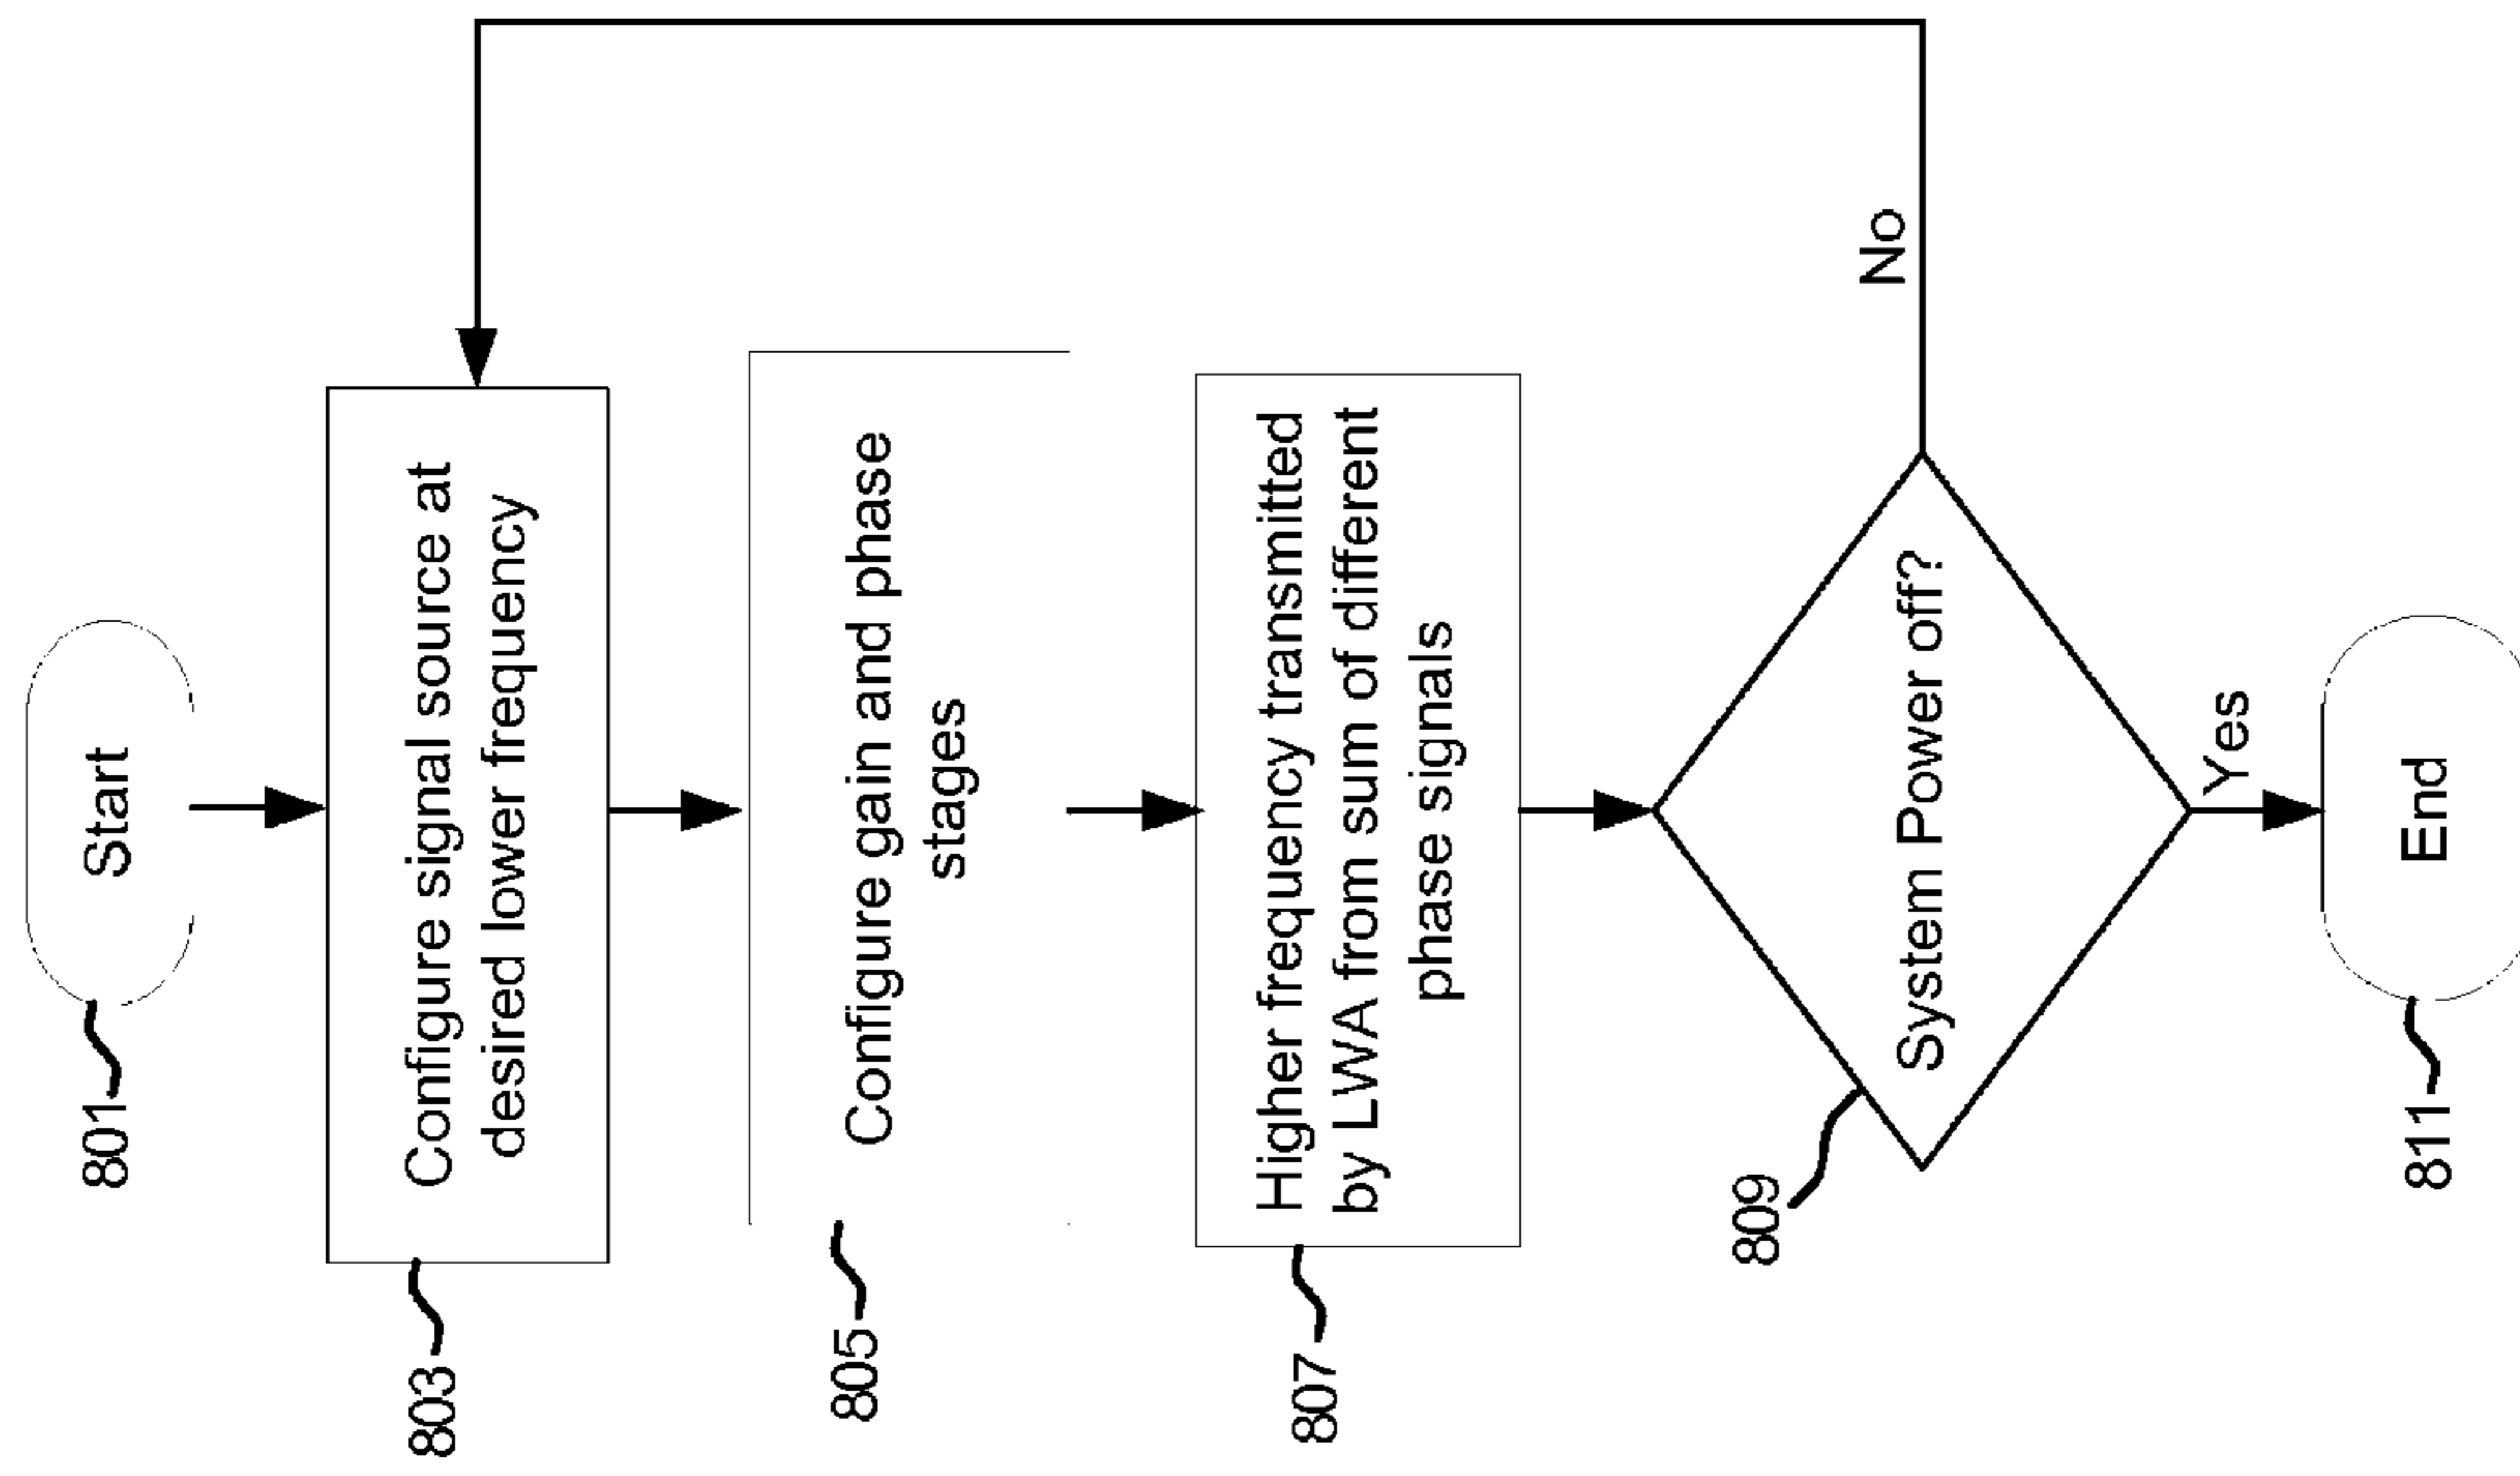 801
Start
803
Configure signal source at
desired lower frequency
805
Configure gain and phase
stages
807
Higher frequency transmitted
by LWA from sum of different
phase signals
809
System Power off?
No
Yes
811
End